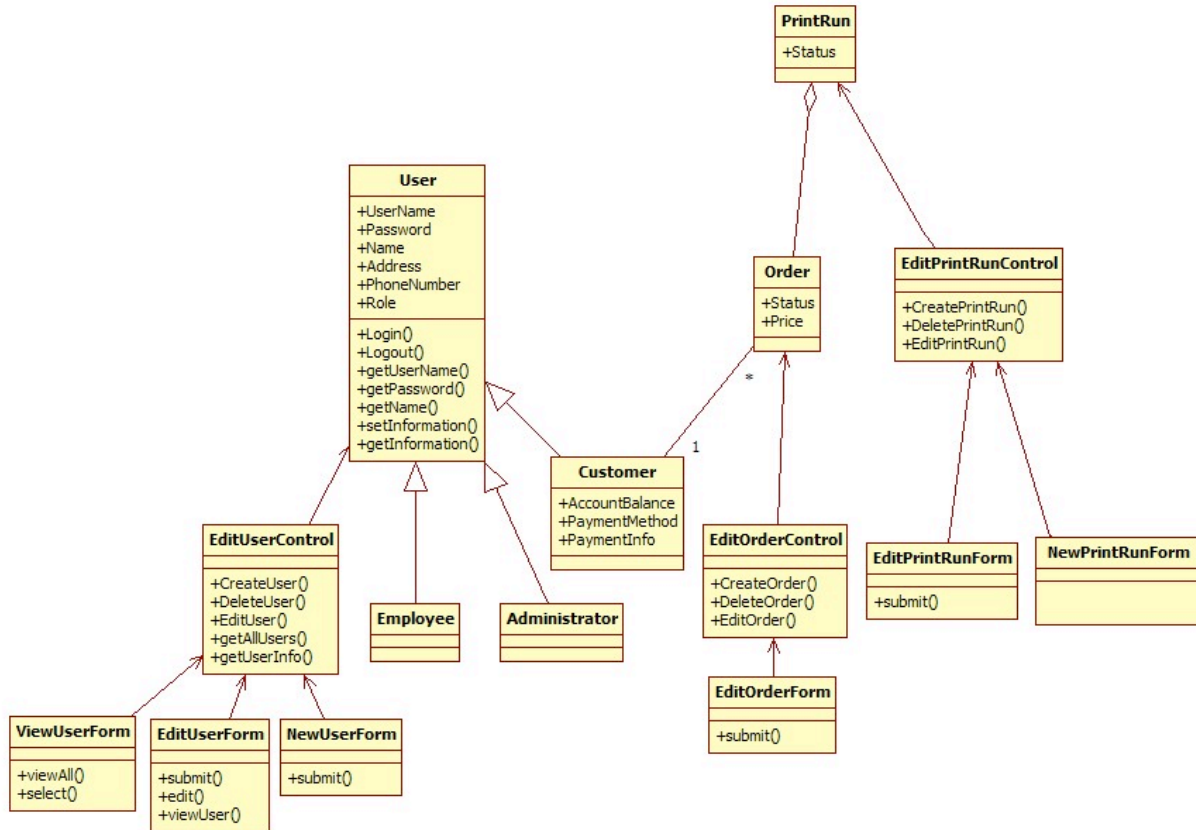 PrintRun
+Status
User
+UserName
+Password
+Name
+Address
+PhoneNumber
+Role
+Login()
+Logout()
+getUserName()
+getPassword()
+getName()
+setInformation()
+getInformation()
Order
+Status
+Price
EditPrintRunControl
+CreatePrintRun()
+DeletePrintRun()
+EditPrintRun()
*
1
Customer
+AccountBalance
+PaymentMethod
+PaymentInfo
EditUserControl
+CreateUser()
+DeleteUser()
+EditUser()
+getAllUsers()
+getUserInfo()
Employee
Administrator
EditOrderControl
+CreateOrder()
+DeleteOrder()
+EditOrder()
EditPrintRunForm
+submit()
NewPrintRunForm
ViewUserForm
+viewAll()
+select()
EditUserForm
+submit()
+edit()
+viewUser()
NewUserForm
+submit()
EditOrderForm
+submit()